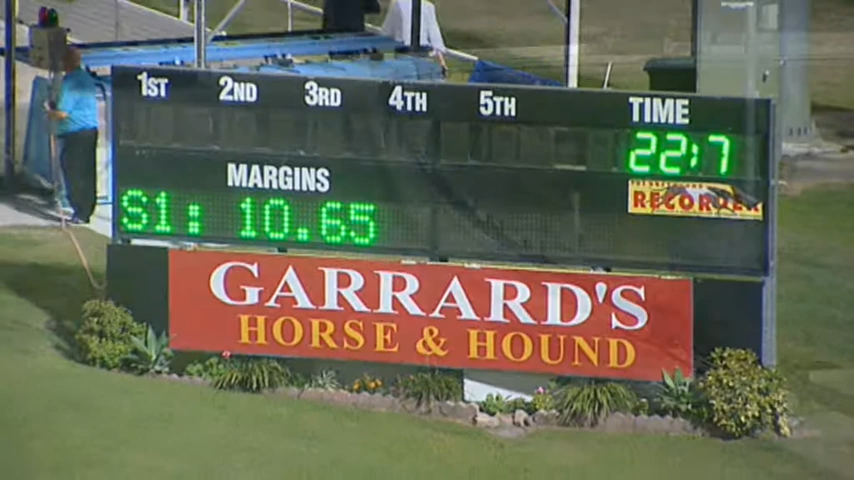 1ST 2ND 3RD 4TH 5TH TIME
22:7
MARGINS
RECORDER
S1: 10.65
GARRARD'S
HORSE & HOUND